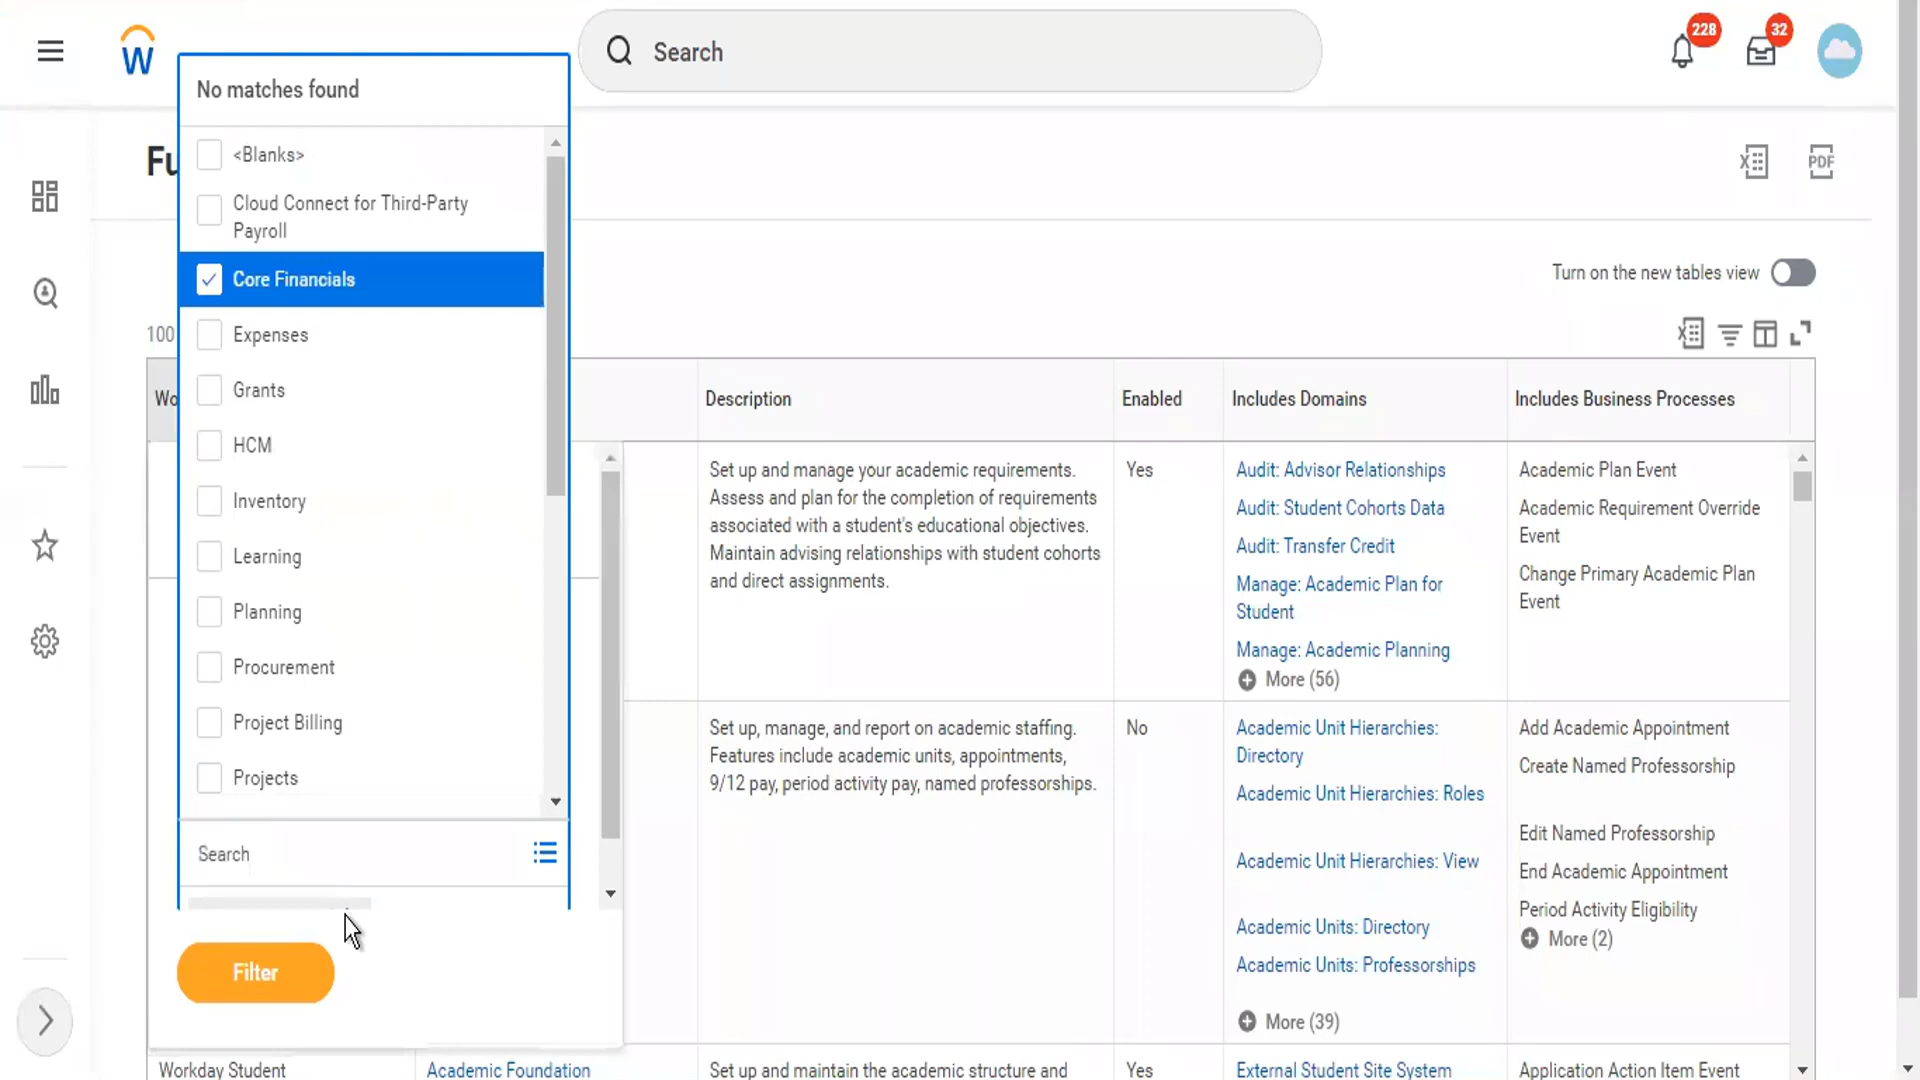 W
Search
228
32
No matches found
Fu
PDF
<Blanks>
Cloud Connect for Third-Party
Payroll
Core Financials
Expenses
Grants
HCM
Inventory
Learning
Planning
Procurement
Project Billing
Projects
Search
Filter
Turn on the new tables view
100
Wo
Description
Enabled
Includes Domains
Includes Business Processes
Set up and manage your academic requirements.
Assess and plan for the completion of requirements
associated with a student's educational objectives.
Maintain advising relationships with student cohorts
and direct assignments.
Yes
Audit: Advisor Relationships
Audit: Student Cohorts Data
Audit: Transfer Credit
Manage: Academic Plan for
Student
Manage: Academic Planning
More (56)
Academic Plan Event
Academic Requirement Override
Event
Change Primary Academic Plan
Event
Set up, manage, and report on academic staffing.
Features include academic units, appointments,
9/12 pay, period activity pay, named professorships.
No
Academic Unit Hierarchies:
Directory
Academic Unit Hierarchies: Roles
Academic Unit Hierarchies: View
Academic Units: Directory
Academic Units: Professorships
More (39)
Add Academic Appointment
Create Named Professorship
Edit Named Professorship
End Academic Appointment
Period Activity Eligibility
More (2)
Workday Student
Academic Foundation
Set up and maintain the academic structure and
Yes
External Student Site System
Application Action Item Event